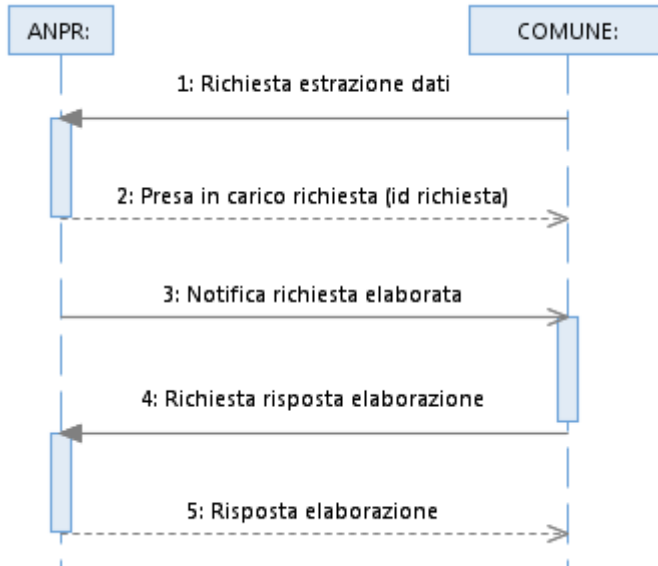 ANPR:
COMUNE:
1: Richiesta estrazione dati
2: Presa in carico richiesta (id richiesta)
3: Notifica richiesta elaborata
4: Richiesta risposta elaborazione
5: Risposta elaborazione